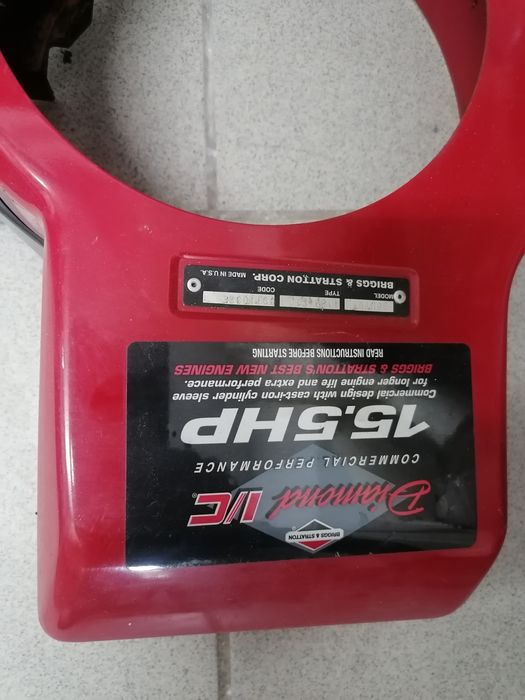 BRIGGS & STRATTON
Diamond I/C®
COMMERCIAL PERFORMANCE
15.5HP
Commercial design with cast-iron cylinder sleeve
for longer engine life and extra performance.
BRIGGS & STRATTON'S BEST NEW ENGINES
READ INSTRUCTIONS BEFORE STARTING
MODEL TYPE CODE
BRIGGS & STRATTON CORP. MADE IN U.S.A.